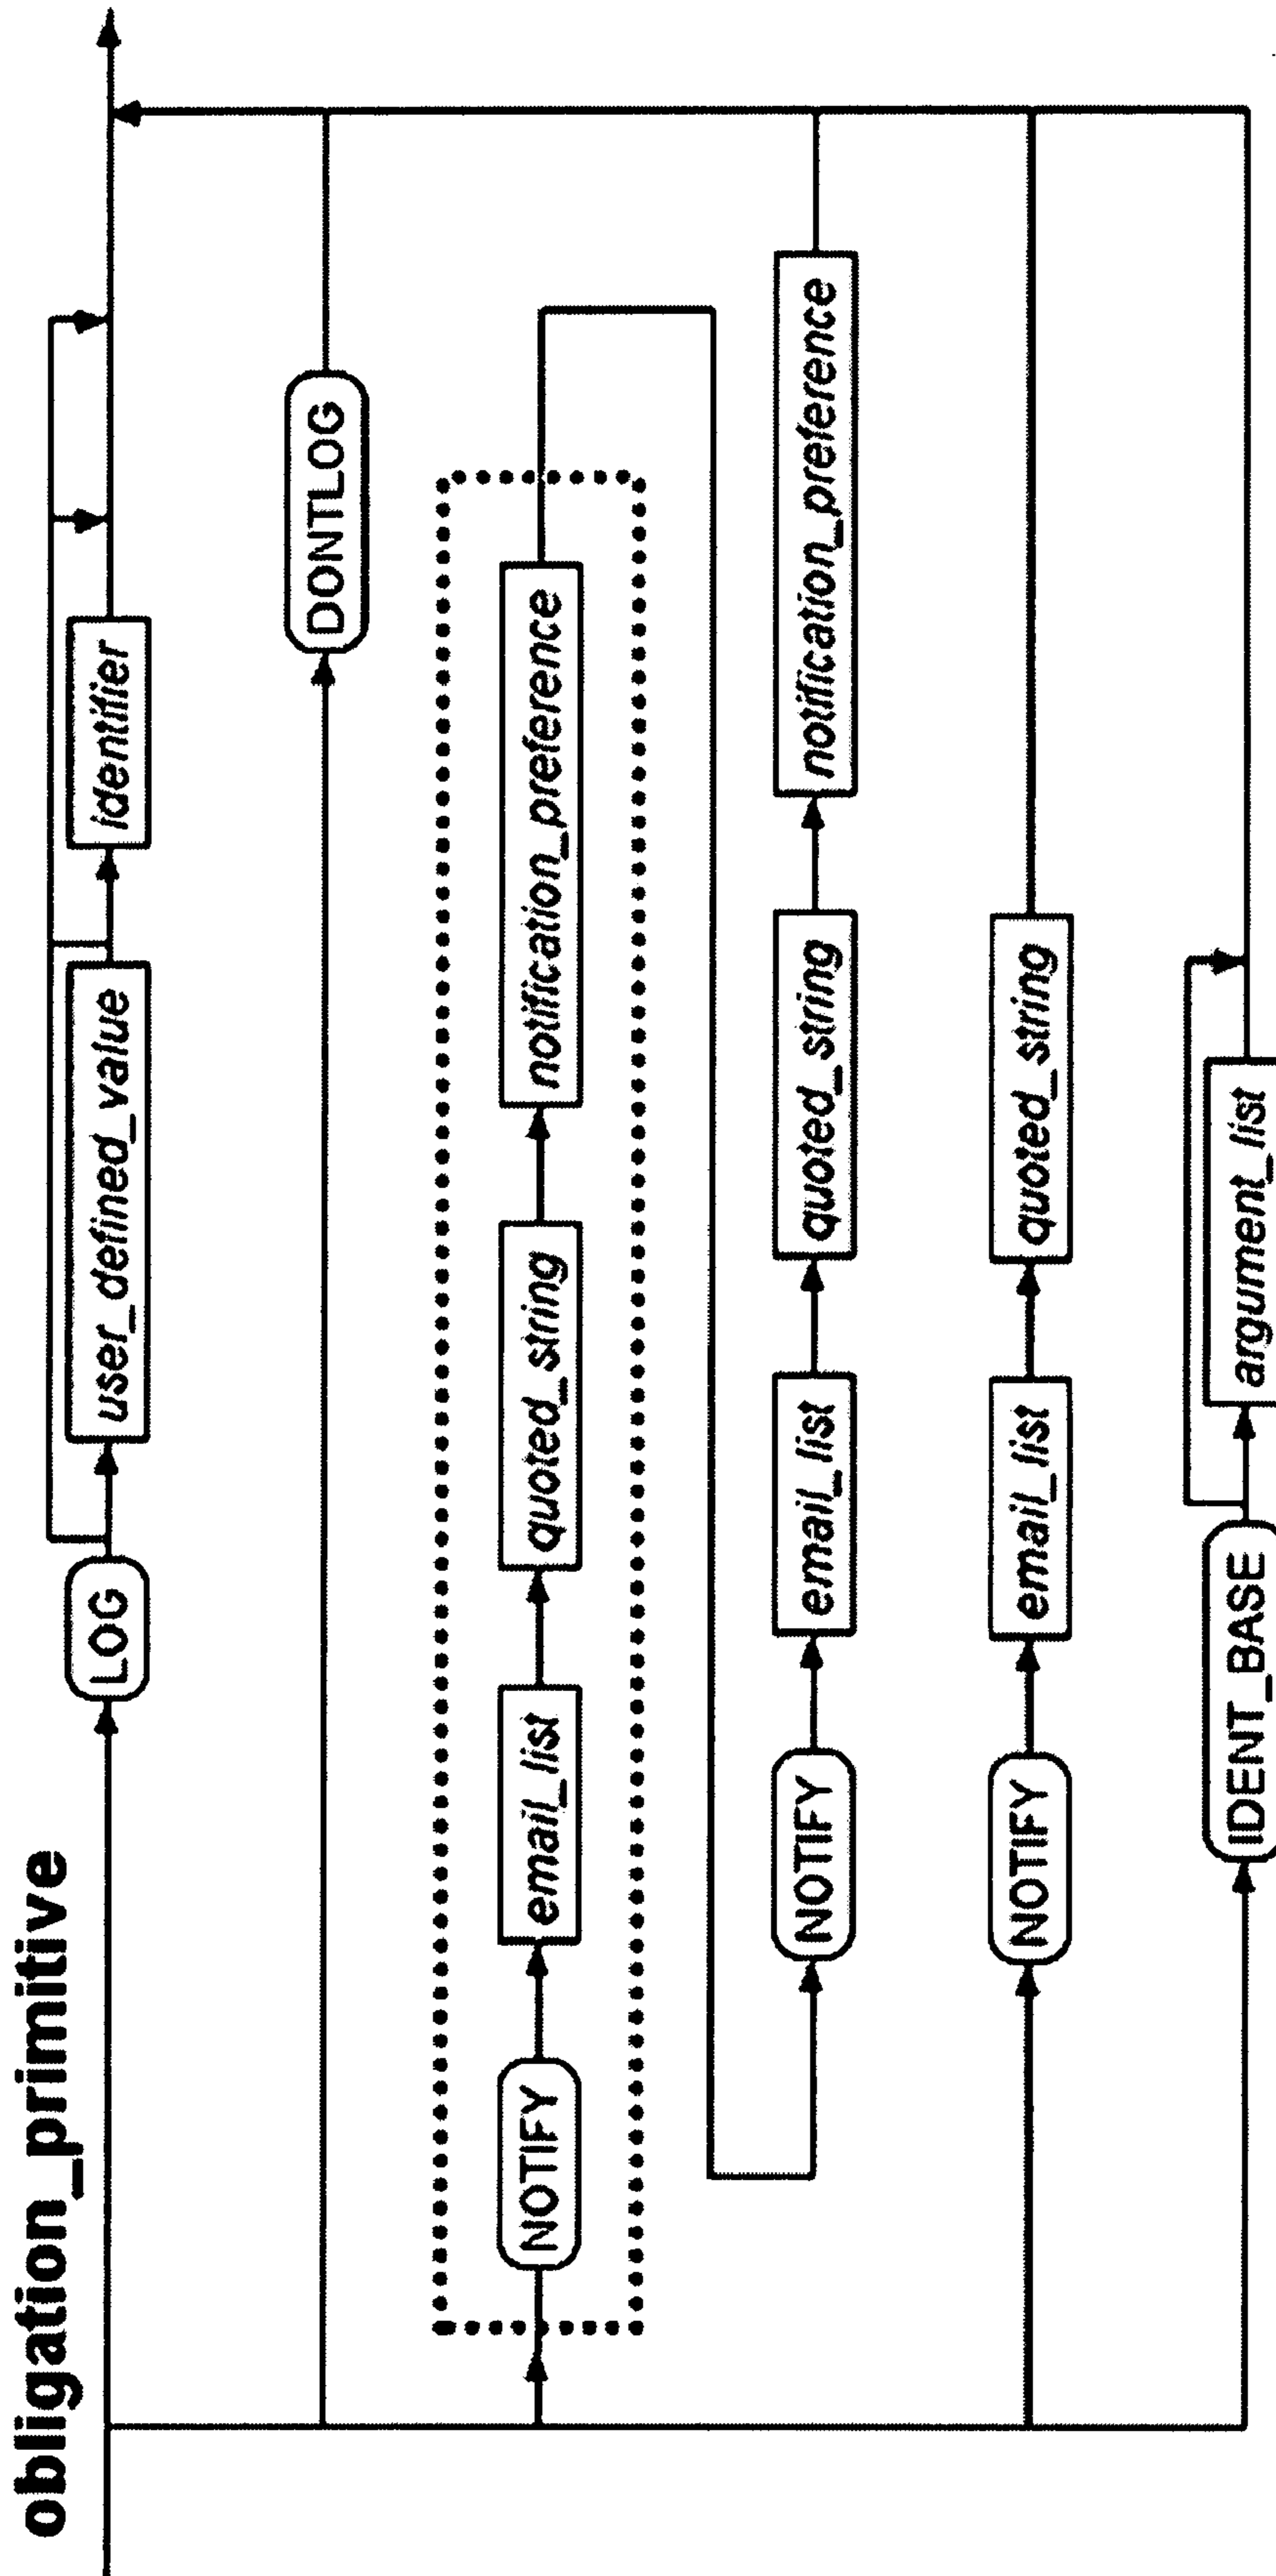 obligation_primitive
LOG user_defined_value identifier
DONTLOG
NOTIFY email_list quoted_string notification_preference
NOTIFY email_list quoted_string notification_preference
NOTIFY email_list quoted_string
IDENT_BASE argument_list